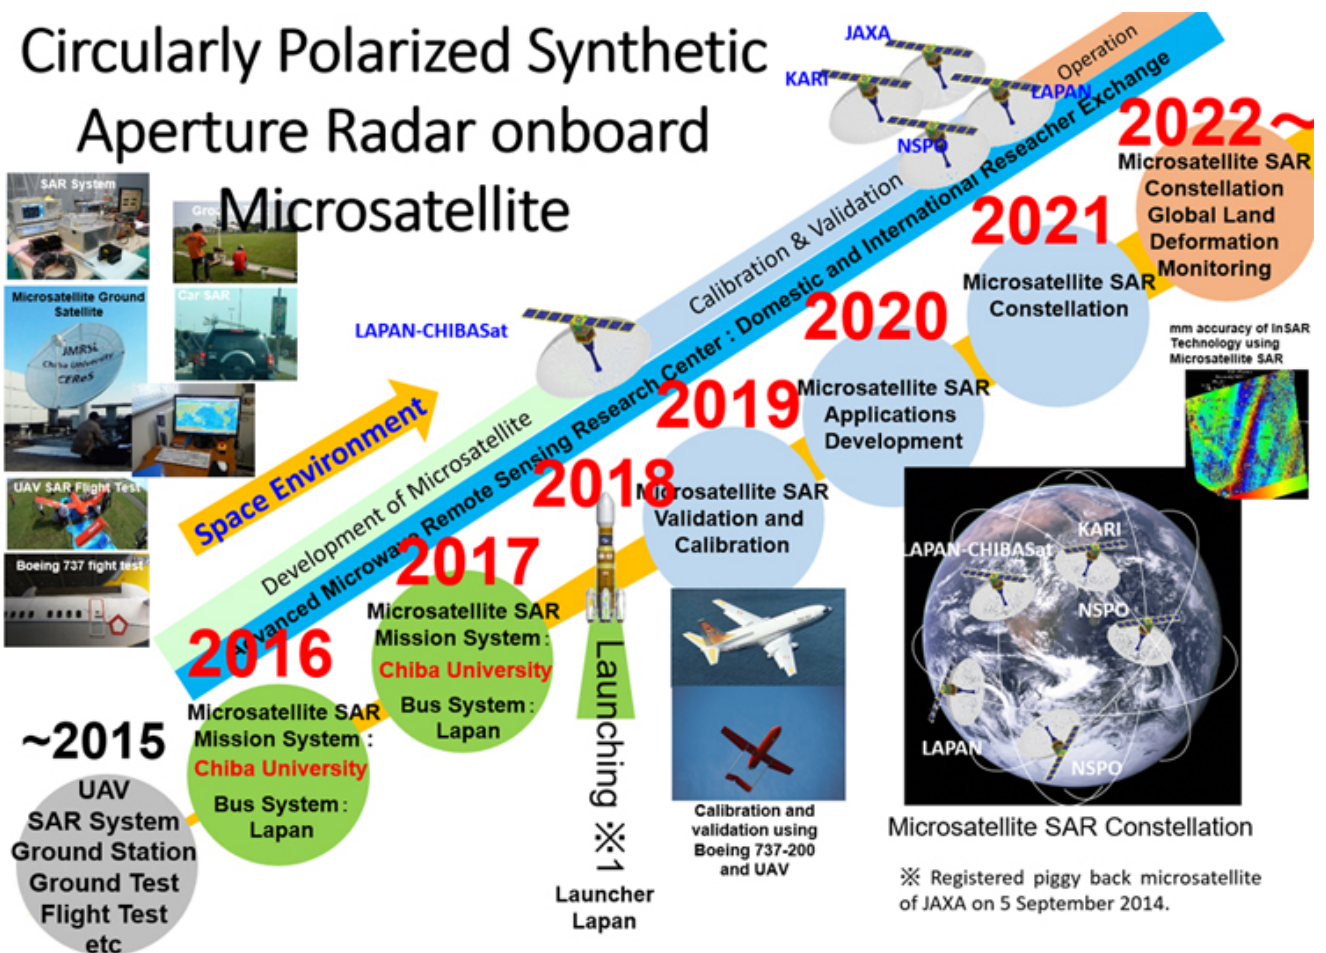 Circularly Polarized Synthetic
Aperture Radar onboard
Microsatellite
SAR System
Car SAR
Microsatellite Ground
Satellite
JMRSL
Chiba University
CEReS
UAV SAR Flight Test
Boeing 737 fight test
Space Environment
LAPAN-CHIBASat
JAXA
KARI
LAPAN
NSPO
Development of Microsatellite
Calibration & Validation
Operation
Advanced Microwave Remote Sensing Research Center : Domestic and International Reseacher Exchange
~2015
UAV
SAR System
Ground Station
Ground Test
Flight Test
etc
2016
Microsatellite SAR
Mission System :
Chiba University
Bus System :
Lapan
2017
Microsatellite SAR
Mission System :
Chiba University
Bus System :
Lapan
2018
Launching ※1
Launcher
Lapan
2019
Microsatellite SAR
Validation and
Calibration
Calibration and
validation using
Boeing 737-200
and UAV
2020
Microsatellite SAR
Applications
Development
2021
Microsatellite SAR
Constellation
2022~
Microsatellite SAR
Constellation
Global Land
Deformation
Monitoring
mm accuracy of InSAR
Technology using
Microsatellite SAR
LAPAN-CHIBASat
KARI
NSPO
LAPAN
NSPO
Microsatellite SAR Constellation
※ Registered piggy back microsatellite
of JAXA on 5 September 2014.